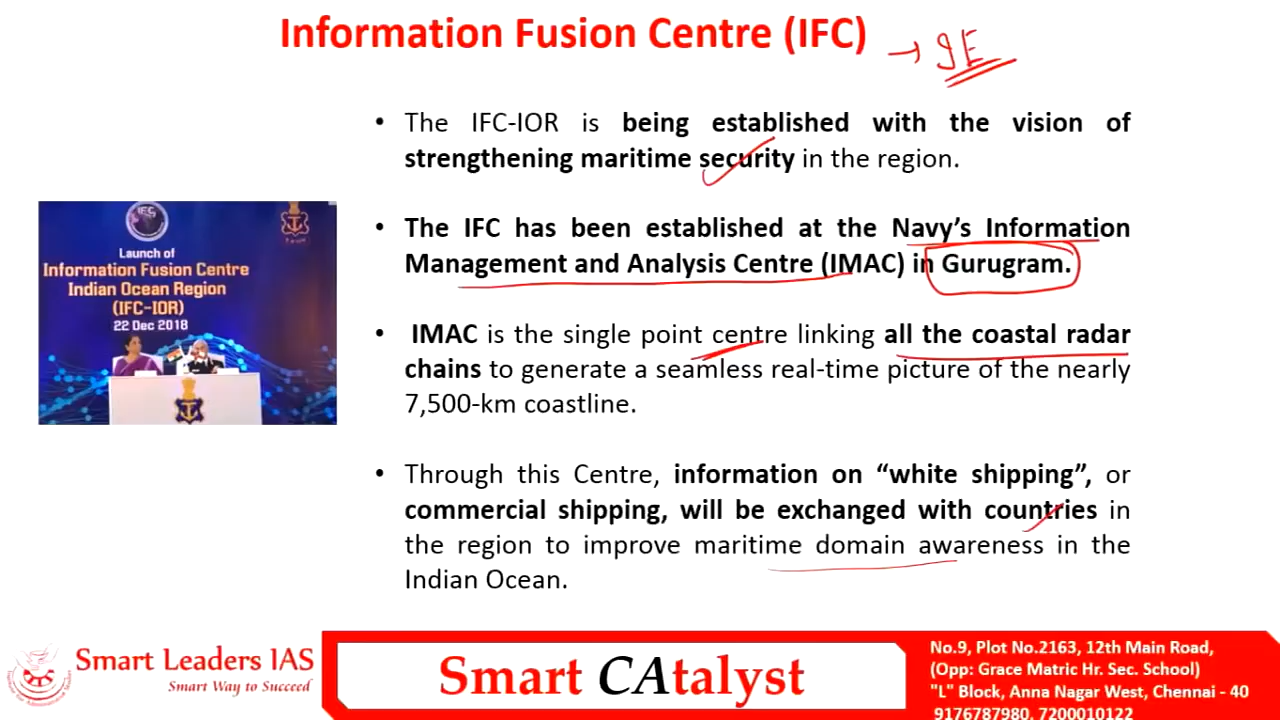 Information Fusion Centre (IFC)
→ IE
• The IFC-IOR is being established with the vision of
strengthening maritime security in the region.
• The IFC has been established at the Navy’s Information
Management and Analysis Centre (IMAC) in Gurugram.
• IMAC is the single point centre linking all the coastal radar
chains to generate a seamless real-time picture of the nearly
7,500-km coastline.
• Through this Centre, information on “white shipping”, or
commercial shipping, will be exchanged with countries in
the region to improve maritime domain awareness in the
Indian Ocean.
IFC
Launch of
Information Fusion Centre
Indian Ocean Region
(IFC-IOR)
22 Dec 2018
Smart Leaders IAS
Smart Way to Succeed
Smart CAtalyst
No.9, Plot No.2163, 12th Main Road,
(Opp: Grace Matric Hr. Sec. School)
"L" Block, Anna Nagar West, Chennai - 40
9176787980, 7200010122